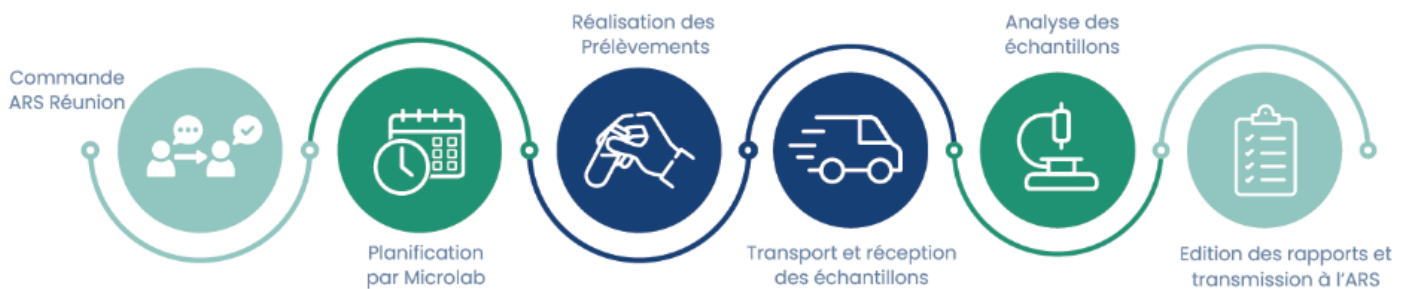 Commande
ARS Réunion
Planification
par Microlab
Réalisation des
Prélèvements
Transport et réception
des échantillons
Analyse des
échantillons
Edition des rapports et
transmission à l'ARS